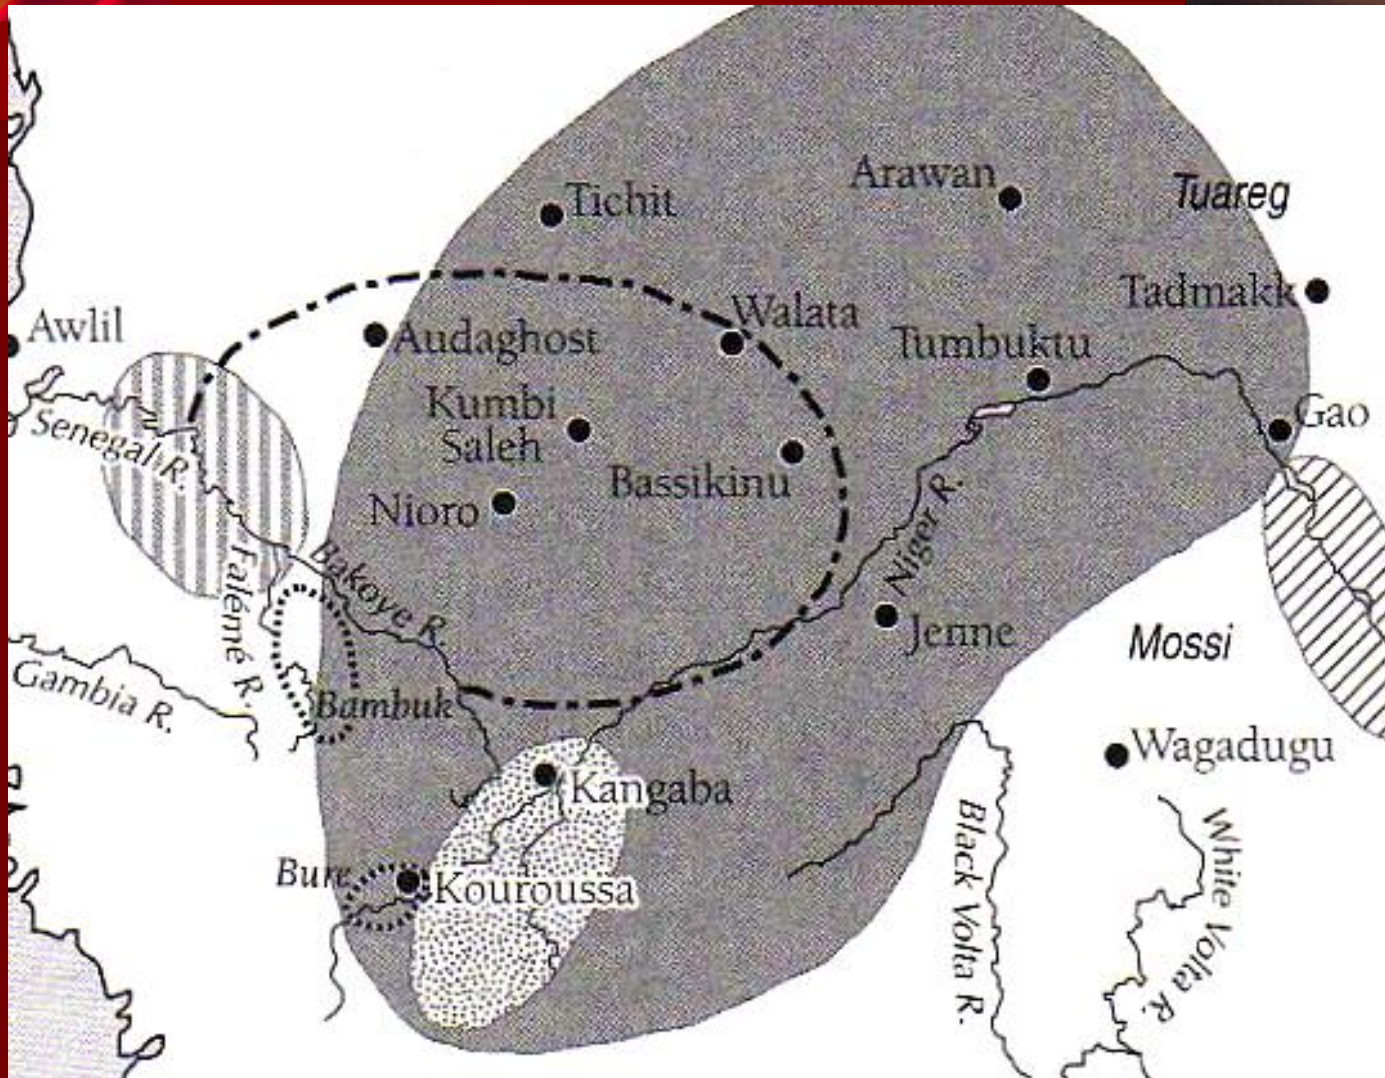 Arawan
Tichit
Tuareg
Tadmakk
Awlil
Walata
Audaghost
Tumbuktu
Kumbi
Saleh
Gao
Senegal R.
Bassikinu
Nioro
Niger R.
Falémé R.
Bakoye R.
Jenne
Mossi
Gambia R.
Bambuk
Wagadugu
Kangaba
Black Volta R.
White Volta R.
Bure
Kouroussa